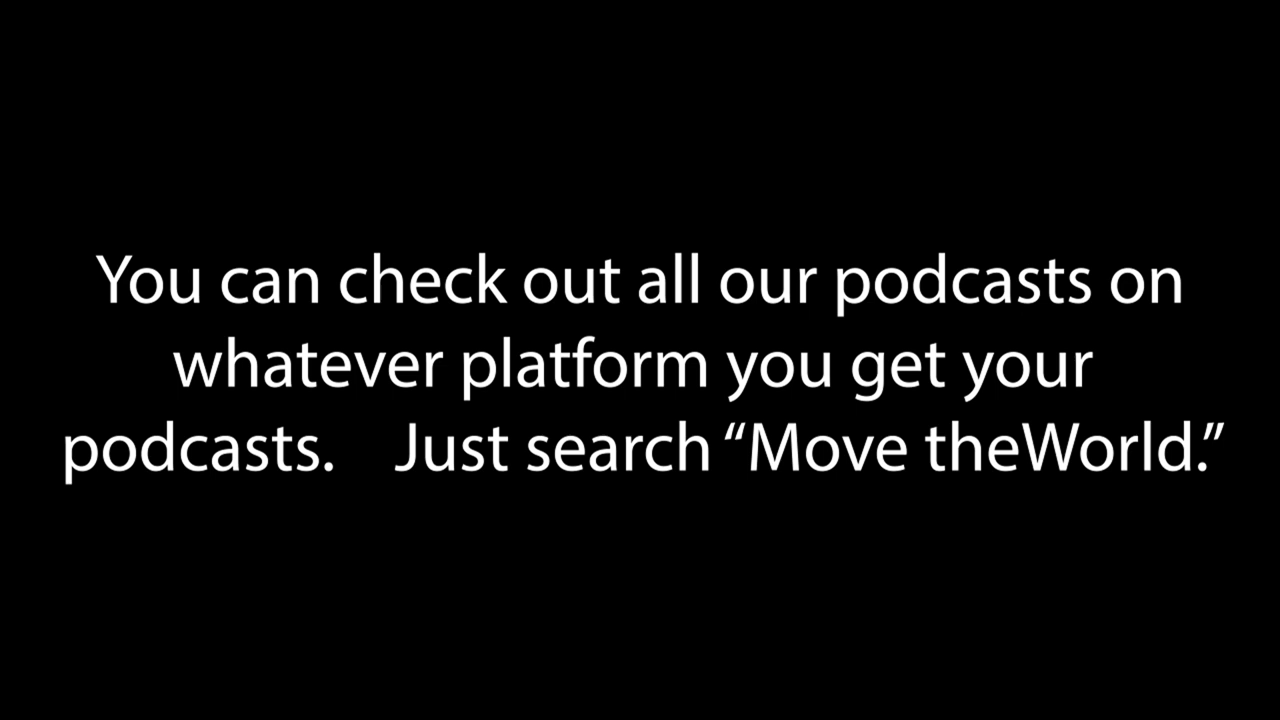 You can check out all our podcasts on
whatever platform you get your
podcasts.    Just search “Move theWorld.”